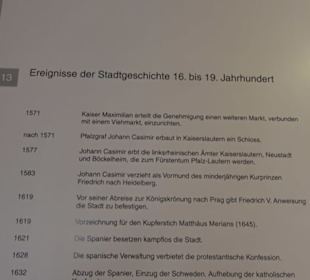 13
Ereignisse der Stadtgeschichte 16. bis 19. Jahrhundert
1571 Kaiser Maximilian erteilt die Genehmigung einen weiteren Markt, verbunden
mit einem Viehmarkt, einzurichten.
nach 1571 Pfalzgraf Johann Casimir erbaut in Kaiserslautern ein Schloss.
1577 Johann Casimir erbt die linksrheinischen Ämter Kaiserslautern, Neustadt
und Böckelheim, die zum Fürstentum Pfalz-Lautern werden.
1583 Johann Casimir verzieht als Vormund des minderjährigen Kurprinzen
Friedrich nach Heidelberg.
1619 Vor seiner Abreise zur Königskrönung nach Prag gibt Friedrich V. Anweisung
die Stadt zu befestigen.
1619 Vorzeichnung für den Kupferstich Matthäus Merians (1645).
1621 Die Spanier besetzen kampflos die Stadt.
1628 Die spanische Verwaltung verbietet die protestantische Konfession.
1632 Abzug der Spanier, Einzug der Schweden, Aufhebung der katholischen